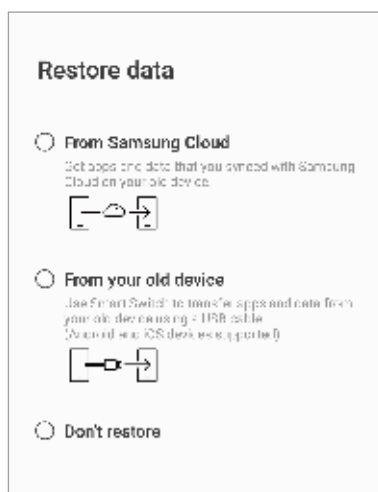 Restore data
From Samsung Cloud
Get apps and data that you synced with Samsung
Cloud on your old device.
From your old device
Use Smart Switch to transfer apps and data from
your old device using a USB cable
(Android and iOS devices supported)
Don't restore